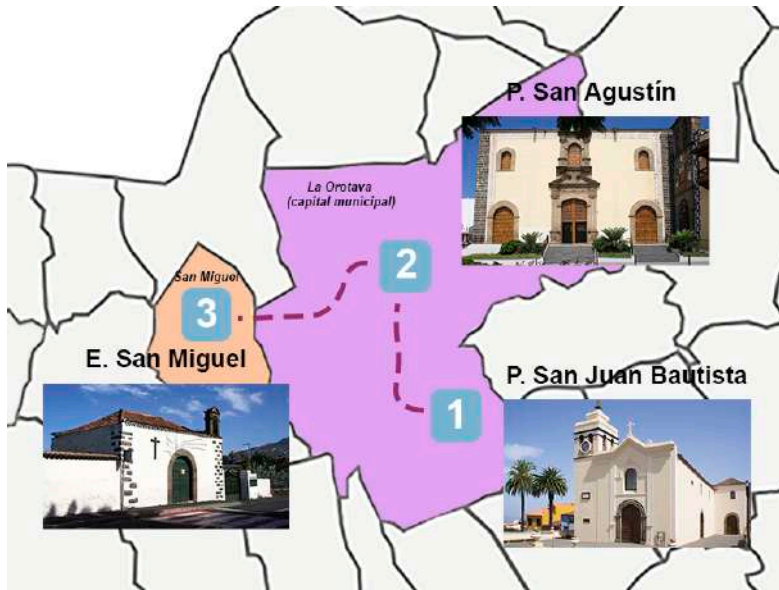 P. San Agustín
La Orotava
(capital municipal)
2
San Miguel
3
E. San Miguel
P. San Juan Bautista
1